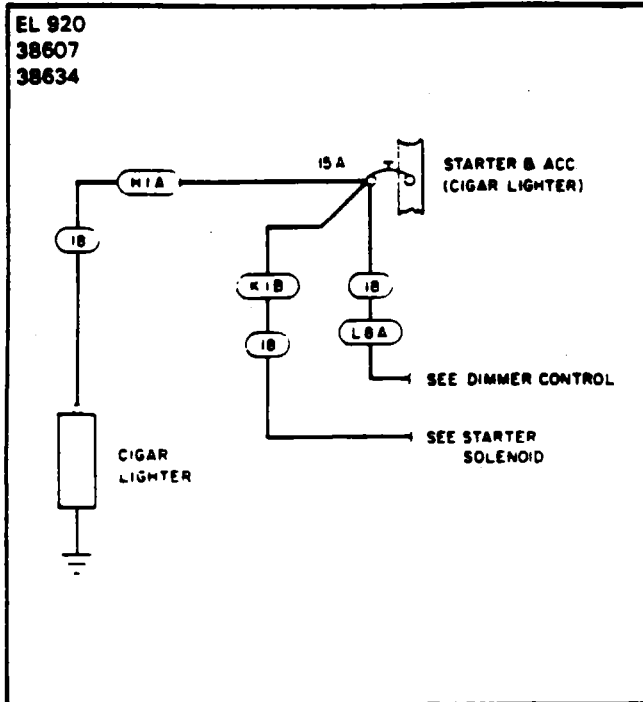 EL 920
38607
38634
15A
STARTER & ACC.
(CIGAR LIGHTER)
H1A
18
K1B
18
18
L8A
SEE DIMMER CONTROL
SEE STARTER
SOLENOID
CIGAR
LIGHTER